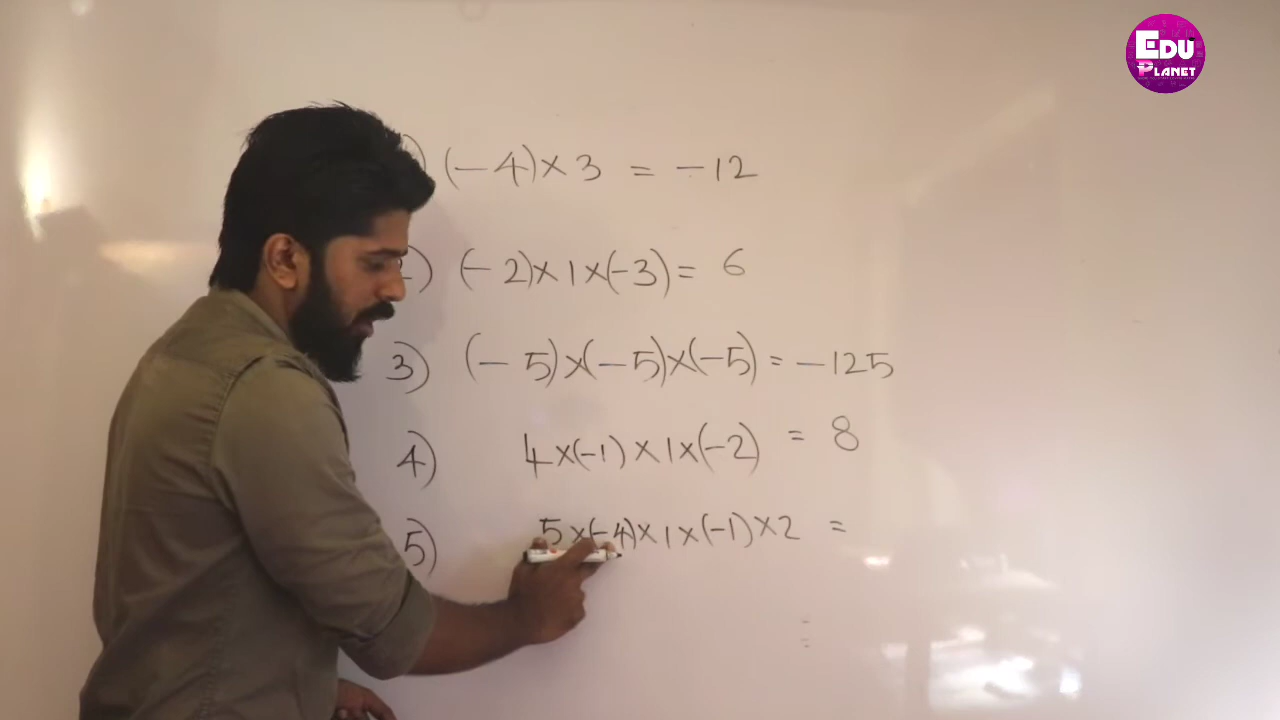 EDU
PLANET
) (-4)×3 = -12
) (-2)×1×(-3)= 6
3) (-5)×(-5)×(-5)= -125
4) 4×(-1)×1×(-2) = 8
5) 5×(-4)×1×(-1)×2 =
=